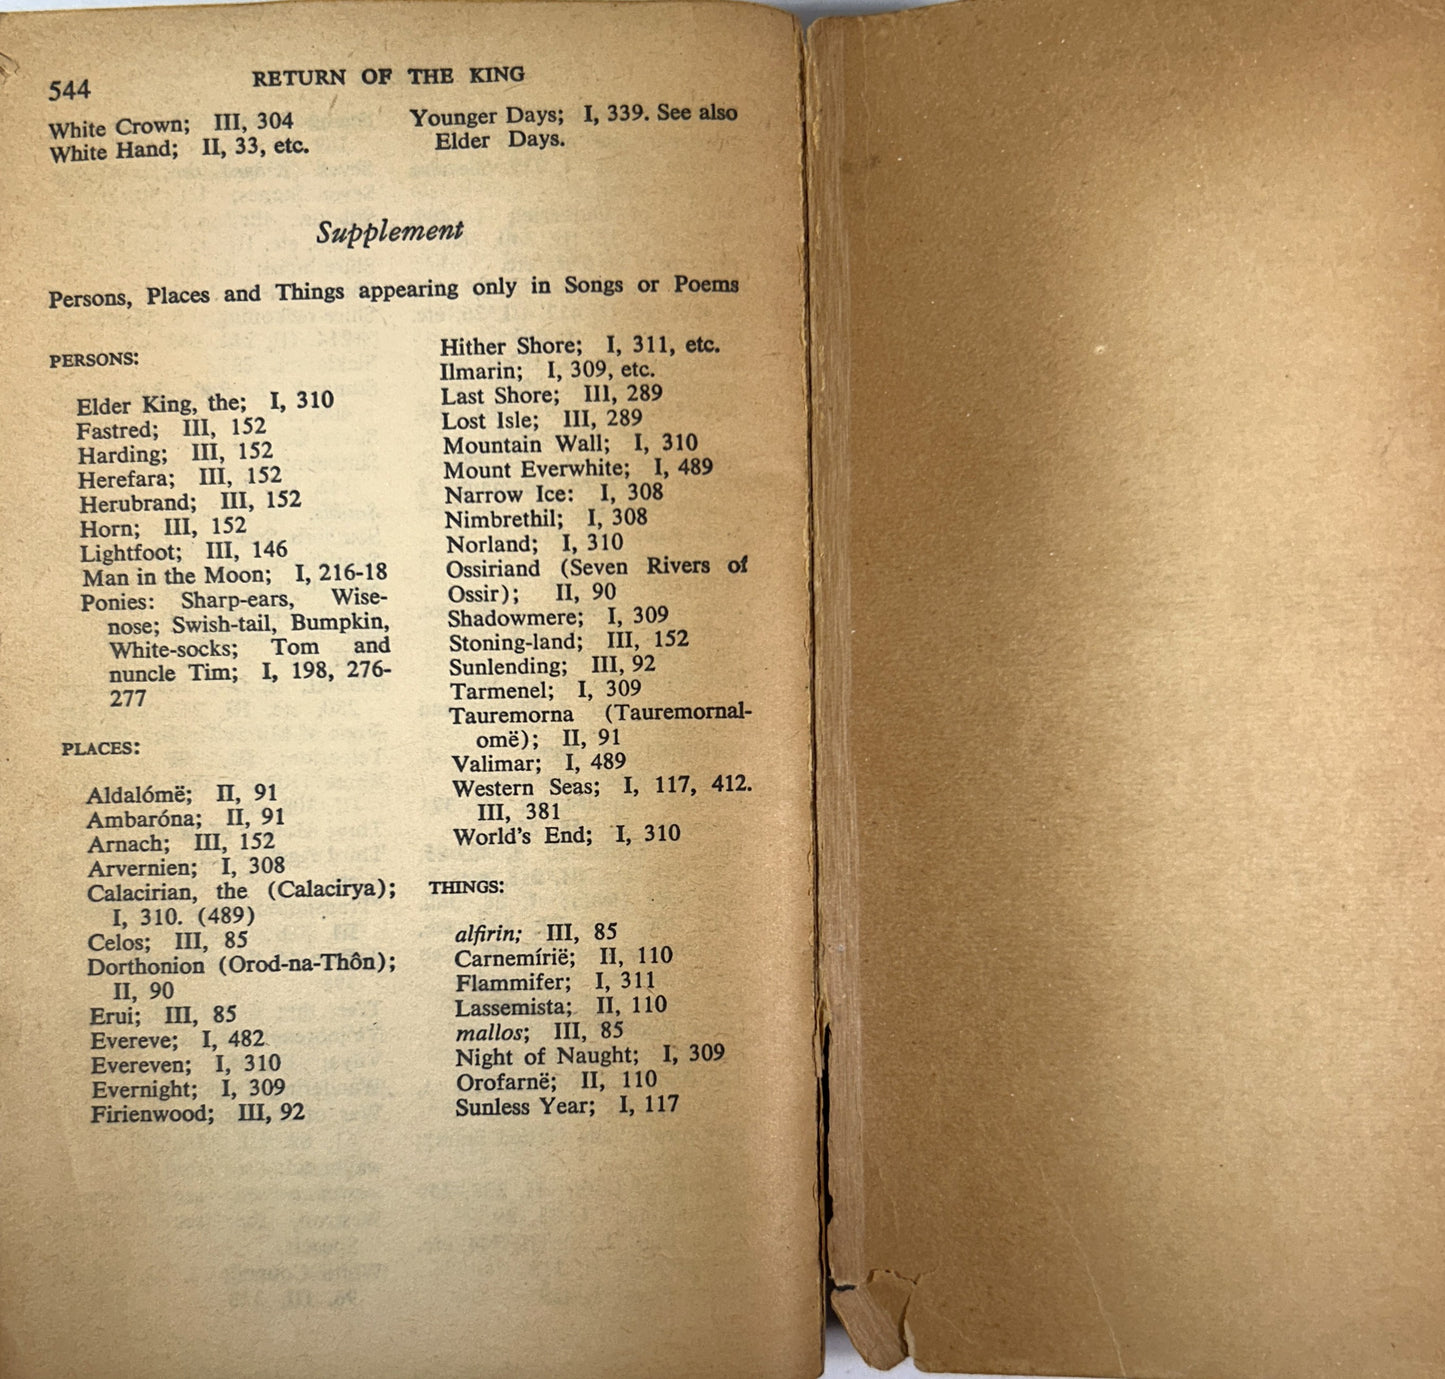 544
RETURN OF THE KING
White Crown; III, 304
White Hand; II, 33, etc.
Younger Days; I, 339. See also
Elder Days.
Supplement
Persons, Places and Things appearing only in Songs or Poems
PERSONS:
Elder King, the; I, 310
Fastred; III, 152
Harding; III, 152
Herefara; III, 152
Herubrand; III, 152
Horn; III, 152
Lightfoot; III, 146
Man in the Moon; I, 216-18
Ponies: Sharp-ears, Wise-
nose; Swish-tail, Bumpkin,
White-socks; Tom and
nuncle Tim; I, 198, 276-
277
PLACES:
Aldalómë; II, 91
Ambaróna; II, 91
Arnach; III, 152
Arvernien; I, 308
Calacirian, the (Calacirya);
I, 310. (489)
Celos; III, 85
Dorthonion (Orod-na-Thôn);
II, 90
Erui; III, 85
Evereve; I, 482
Evereven; I, 310
Evernight; I, 309
Firienwood; III, 92
Hither Shore; I, 311, etc.
Ilmarin; I, 309, etc.
Last Shore; III, 289
Lost Isle; III, 289
Mountain Wall; I, 310
Mount Everwhite; I, 489
Narrow Ice: I, 308
Nimbrethil; I, 308
Norland; I, 310
Ossiriand (Seven Rivers of
Ossir); II, 90
Shadowmere; I, 309
Stoning-land; III, 152
Sunlending; III, 92
Tarmenel; I, 309
Tauremorna (Tauremornal-
omë); II, 91
Valimar; I, 489
Western Seas; I, 117, 412.
III, 381
World's End; I, 310
THINGS:
alfirin; III, 85
Carnemírië; II, 110
Flammifer; I, 311
Lassemista; II, 110
mallos; III, 85
Night of Naught; I, 309
Orofarnë; II, 110
Sunless Year; I, 117